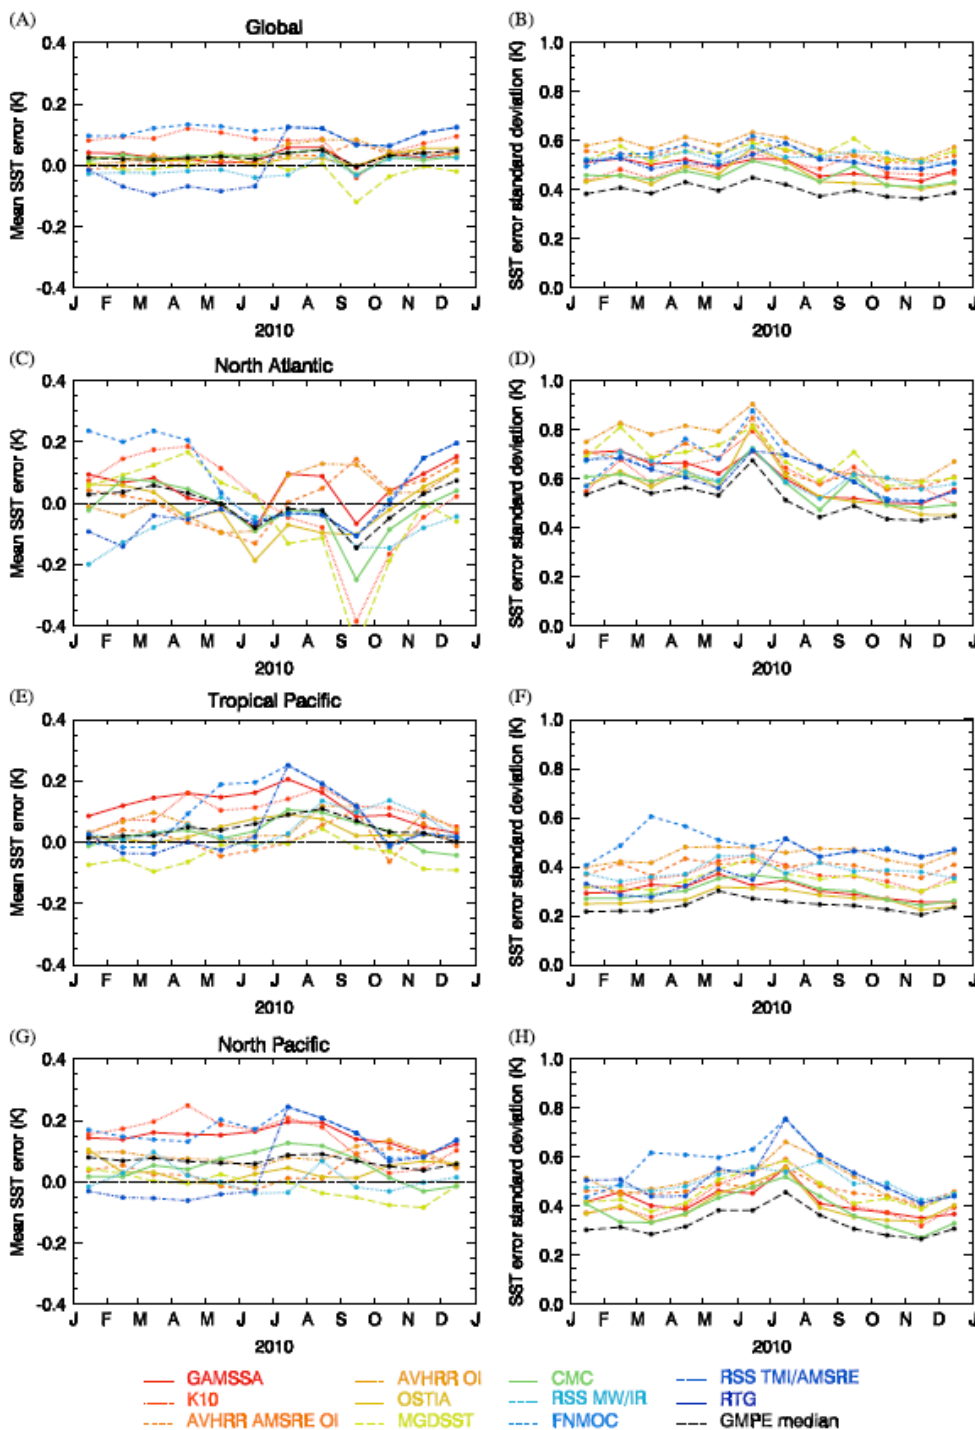 (A) Global (B)
0.4 1.0
0.2 0.8
0.0 0.6
-0.2 0.4
-0.4 0.2
0.0
Mean SST error (K)
SST error standard deviation (K)
J F M A M J J A S O N D J
J F M A M J J A S O N D J
2010 2010
(C) North Atlantic (D)
0.4 1.0
0.2 0.8
0.0 0.6
-0.2 0.4
-0.4 0.2
0.0
Mean SST error (K)
SST error standard deviation (K)
J F M A M J J A S O N D J
J F M A M J J A S O N D J
2010 2010
(E) Tropical Pacific (F)
0.4 1.0
0.2 0.8
0.0 0.6
-0.2 0.4
-0.4 0.2
0.0
Mean SST error (K)
SST error standard deviation (K)
J F M A M J J A S O N D J
J F M A M J J A S O N D J
2010 2010
(G) North Pacific (H)
0.4 1.0
0.2 0.8
0.0 0.6
-0.2 0.4
-0.4 0.2
0.0
Mean SST error (K)
SST error standard deviation (K)
J F M A M J J A S O N D J
J F M A M J J A S O N D J
2010 2010
GAMSSA AVHRR OI CMC RSS TMI/AMSRE
K10 OSTIA RSS MW/IR RTG
AVHRR AMSRE OI MGDSST FNMOC GMPE median